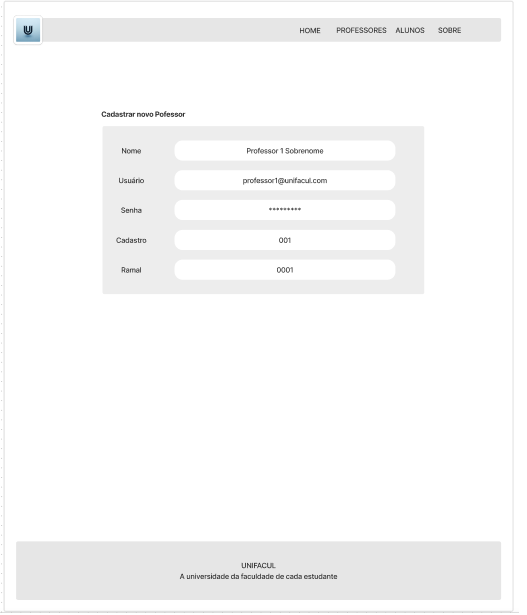 U
HOME PROFESSORES ALUNOS SOBRE
Cadastrar novo Pofessor
Nome Professor 1 Sobrenome
Usuário professor1@unifacul.com
Senha *********
Cadastro 001
Ramal 0001
UNIFACUL
A universidade da faculdade de cada estudante